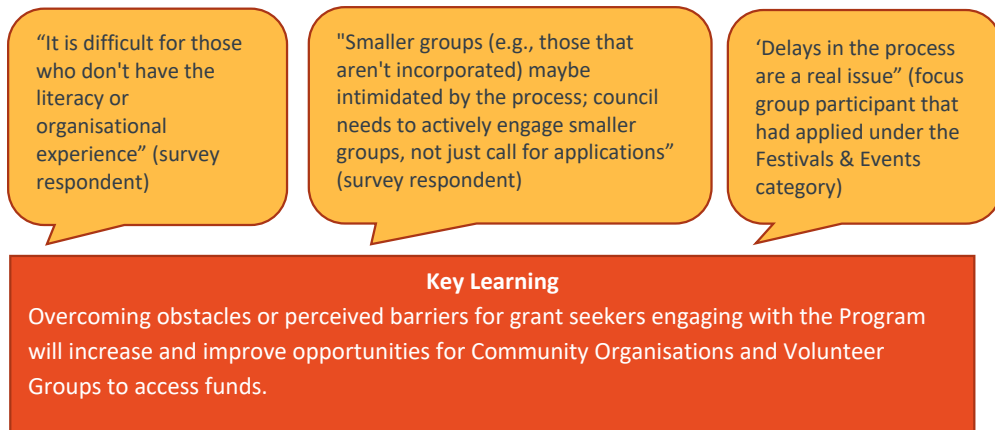 “It is difficult for those
who don't have the
literacy or
organisational
experience” (survey
respondent)
"Smaller groups (e.g., those that
aren't incorporated) maybe
intimidated by the process; council
needs to actively engage smaller
groups, not just call for applications”
(survey respondent)
‘Delays in the process
are a real issue” (focus
group participant that
had applied under the
Festivals & Events
category)
Key Learning
Overcoming obstacles or perceived barriers for grant seekers engaging with the Program
will increase and improve opportunities for Community Organisations and Volunteer
Groups to access funds.